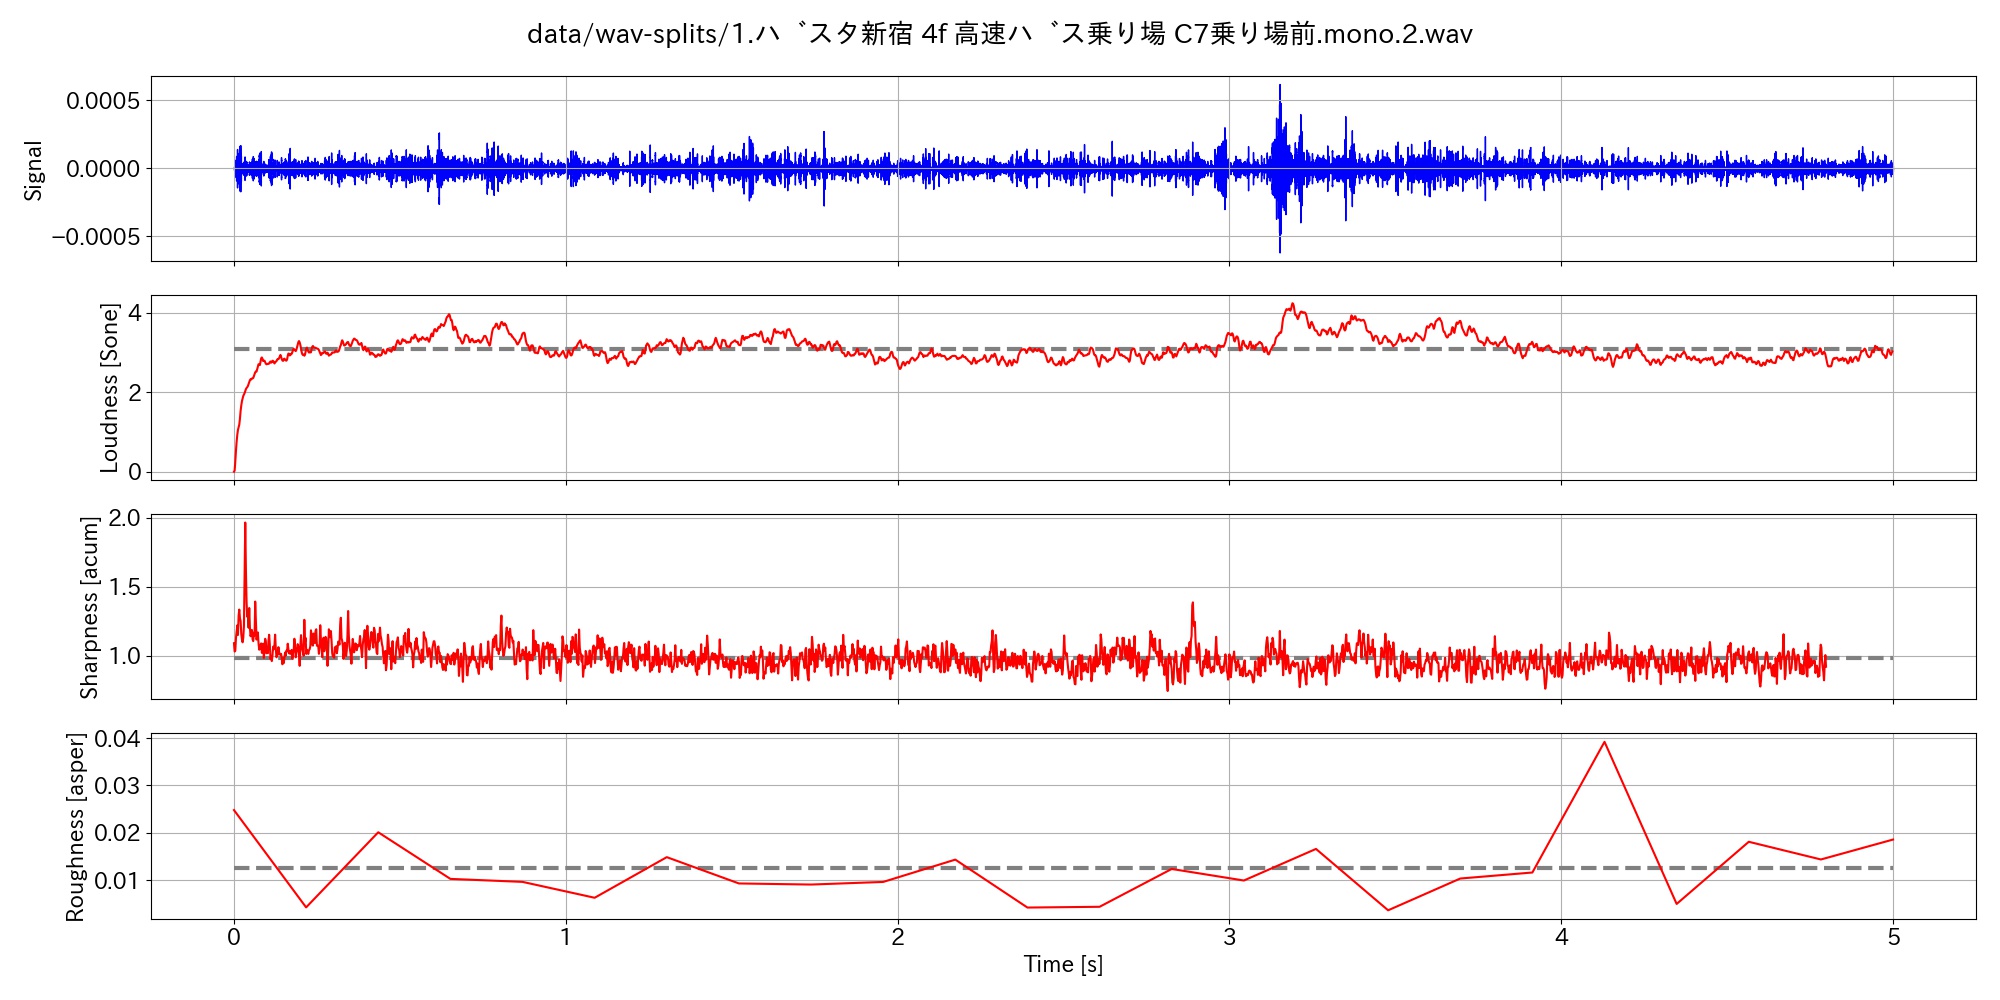 data/wav-splits/1.バスタ新宿 4f 高速バス乗り場 C7乗り場前.mono.2.wav
0.0005
0.0000
−0.0005
Signal
4
2
0
Loudness [Sone]
2.0
1.5
1.0
Sharpness [acum]
0.04
0.03
0.02
0.01
Roughness [asper]
0 1 2 3 4 5
Time [s]